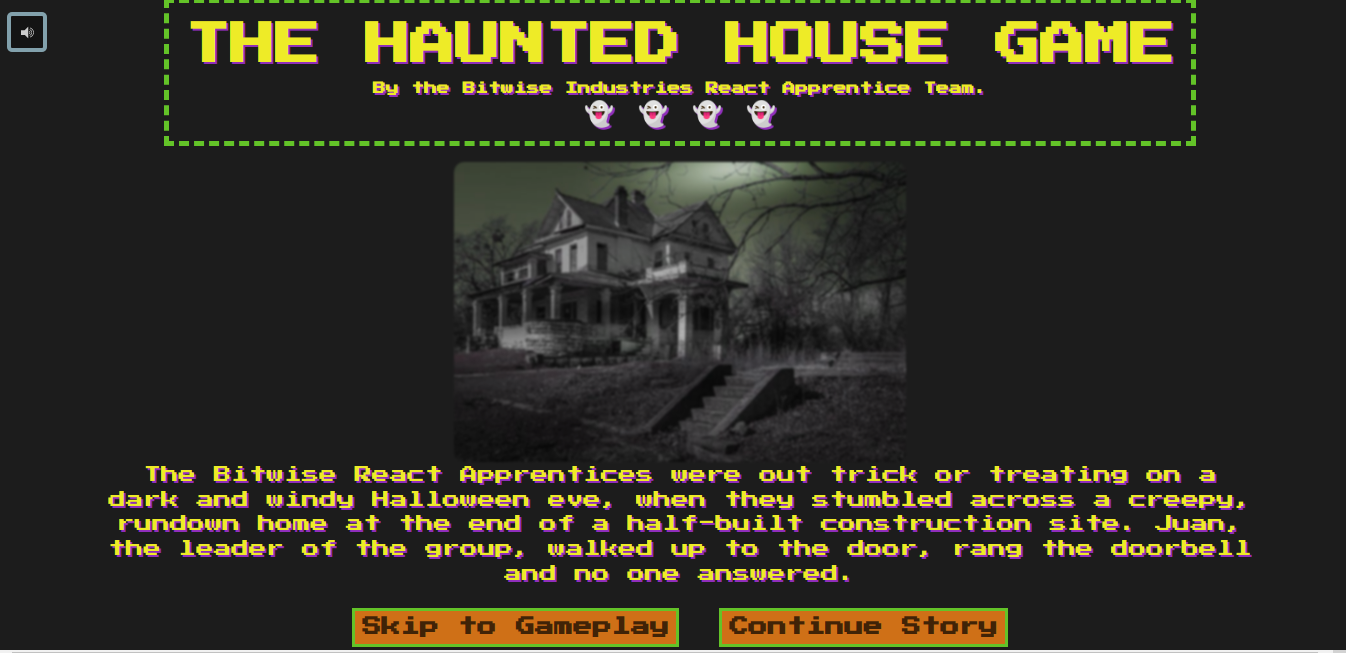 THE HAUNTED HOUSE GAME
By the Bitwise Industries React Apprentice Team.
The Bitwise React Apprentices were out trick or treating on a
dark and windy Halloween eve, when they stumbled across a creepy,
rundown home at the end of a half-built construction site. Juan,
the leader of the group, walked up to the door, rang the doorbell
and no one answered.
Skip to Gameplay
Continue Story